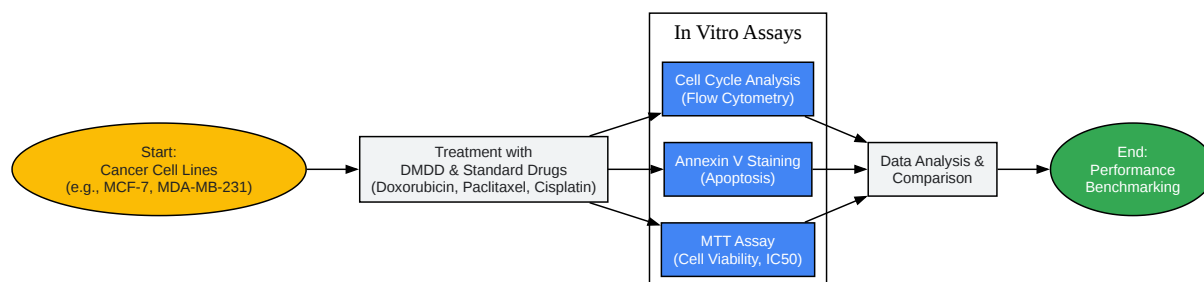 Start:
Cancer Cell Lines
(e.g., MCF-7, MDA-MB-231)
Treatment with
DMDD & Standard Drugs
(Doxorubicin, Paclitaxel, Cisplatin)
In Vitro Assays
Cell Cycle Analysis
(Flow Cytometry)
Annexin V Staining
(Apoptosis)
MTT Assay
(Cell Viability, IC50)
Data Analysis &
Comparison
End:
Performance
Benchmarking